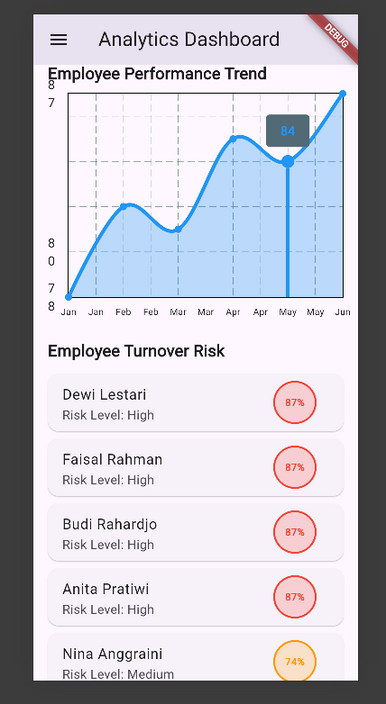 Analytics Dashboard
DEBUG
Employee Performance Trend
8
7
84
8
0
7
8
Jan Jan Feb Feb Mar Mar Apr Apr May May Jun
Employee Turnover Risk
Dewi Lestari
Risk Level: High
87%
Faisal Rahman
Risk Level: High
87%
Budi Rahardjo
Risk Level: High
87%
Anita Pratiwi
Risk Level: High
87%
Nina Anggraini
Risk Level: Medium
74%